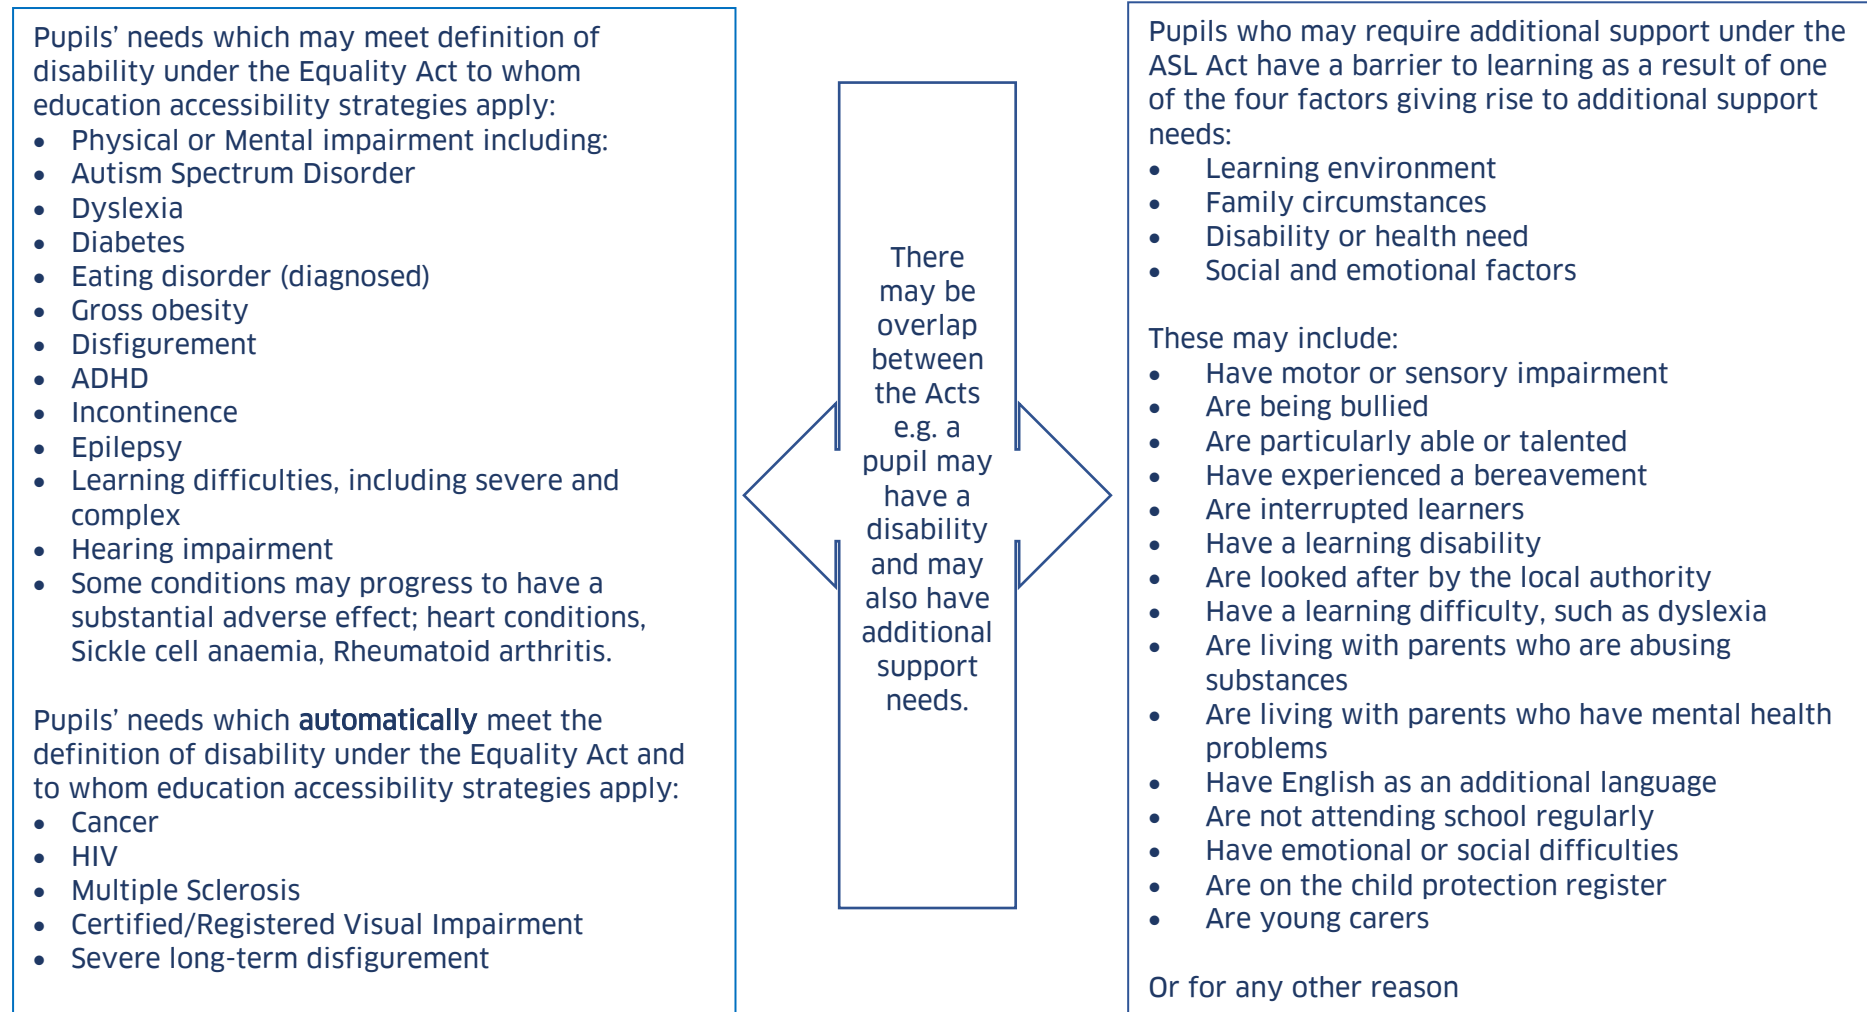 Pupils’ needs which may meet definition of
disability under the Equality Act to whom
education accessibility strategies apply:
• Physical or Mental impairment including:
• Autism Spectrum Disorder
• Dyslexia
• Diabetes
• Eating disorder (diagnosed)
• Gross obesity
• Disfigurement
• ADHD
• Incontinence
• Epilepsy
• Learning difficulties, including severe and
complex
• Hearing impairment
• Some conditions may progress to have a
substantial adverse effect; heart conditions,
Sickle cell anaemia, Rheumatoid arthritis.
Pupils’ needs which automatically meet the
definition of disability under the Equality Act and
to whom education accessibility strategies apply:
• Cancer
• HIV
• Multiple Sclerosis
• Certified/Registered Visual Impairment
• Severe long-term disfigurement
There
may be
overlap
between
the Acts
e.g. a
pupil may
have a
disability
and may
also have
additional
support
needs.
Pupils who may require additional support under the
ASL Act have a barrier to learning as a result of one
of the four factors giving rise to additional support
needs:
• Learning environment
• Family circumstances
• Disability or health need
• Social and emotional factors
These may include:
• Have motor or sensory impairment
• Are being bullied
• Are particularly able or talented
• Have experienced a bereavement
• Are interrupted learners
• Have a learning disability
• Are looked after by the local authority
• Have a learning difficulty, such as dyslexia
• Are living with parents who are abusing
substances
• Are living with parents who have mental health
problems
• Have English as an additional language
• Are not attending school regularly
• Have emotional or social difficulties
• Are on the child protection register
• Are young carers
Or for any other reason